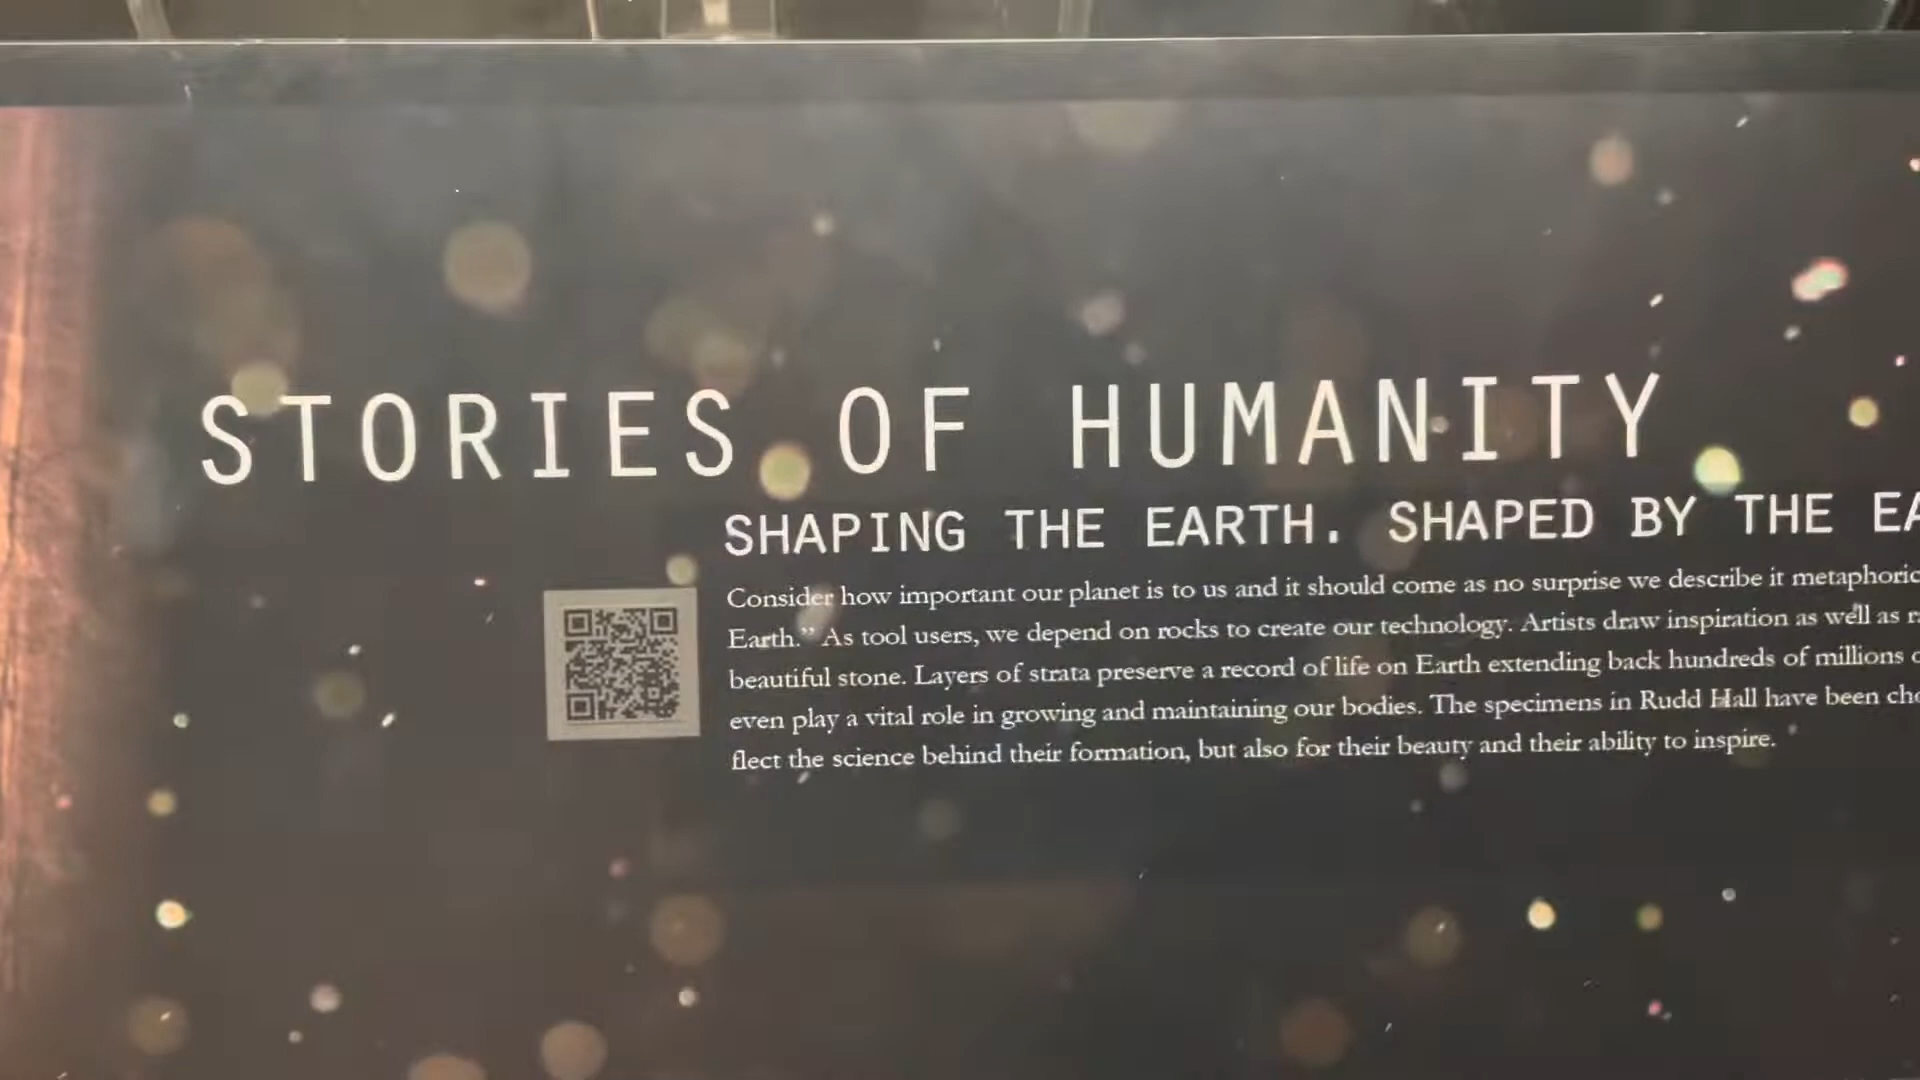 STORIES OF HUMANITY
SHAPING THE EARTH. SHAPED BY THE
Consider how important our planet is to us and it should come as no surprise we describe it
Earth.” As tool users, we depend on rocks to create our technology. Artists draw inspiration as well as
beautiful stone. Layers of strata preserve a record of life on Earth extending back hundreds of millions
even play a vital role in growing and maintaining our bodies. The specimens in Rudd Hall have been
flect the science behind their formation, but also for their beauty and their ability to inspire.